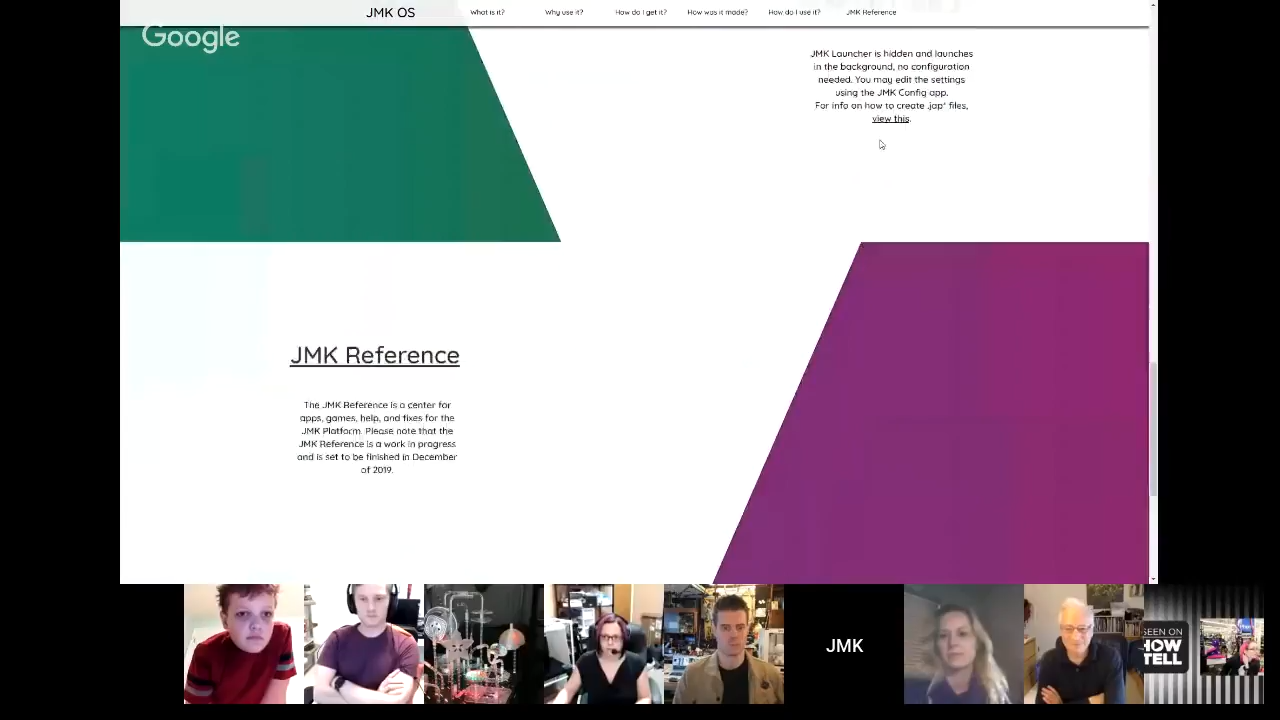 JMK OS
What is it?
Why use it?
How do I get it?
How was it made?
How do I use it?
JMK Reference
Google
JMK Launcher is hidden and launches
in the background, no configuration
needed. You may edit the settings
using the JMK Config app.
For info on how to create .jap* files,
view this.
JMK Reference
The JMK Reference is a center for
apps, games, help, and fixes for the
JMK Platform. Please note that the
JMK Reference is a work in progress
and is set to be finished in December
of 2019.
JMK
SEEN ON
HOW
TELL